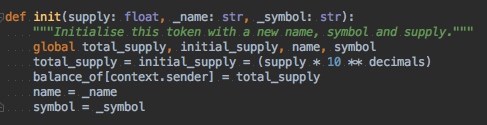 def init(supply: float, _name: str, _symbol: str):
"""Initialise this token with a new name, symbol and supply."""
global total_supply, initial_supply, name, symbol
total_supply = initial_supply = (supply * 10 ** decimals)
balance_of[context.sender] = total_supply
name = _name
symbol = _symbol